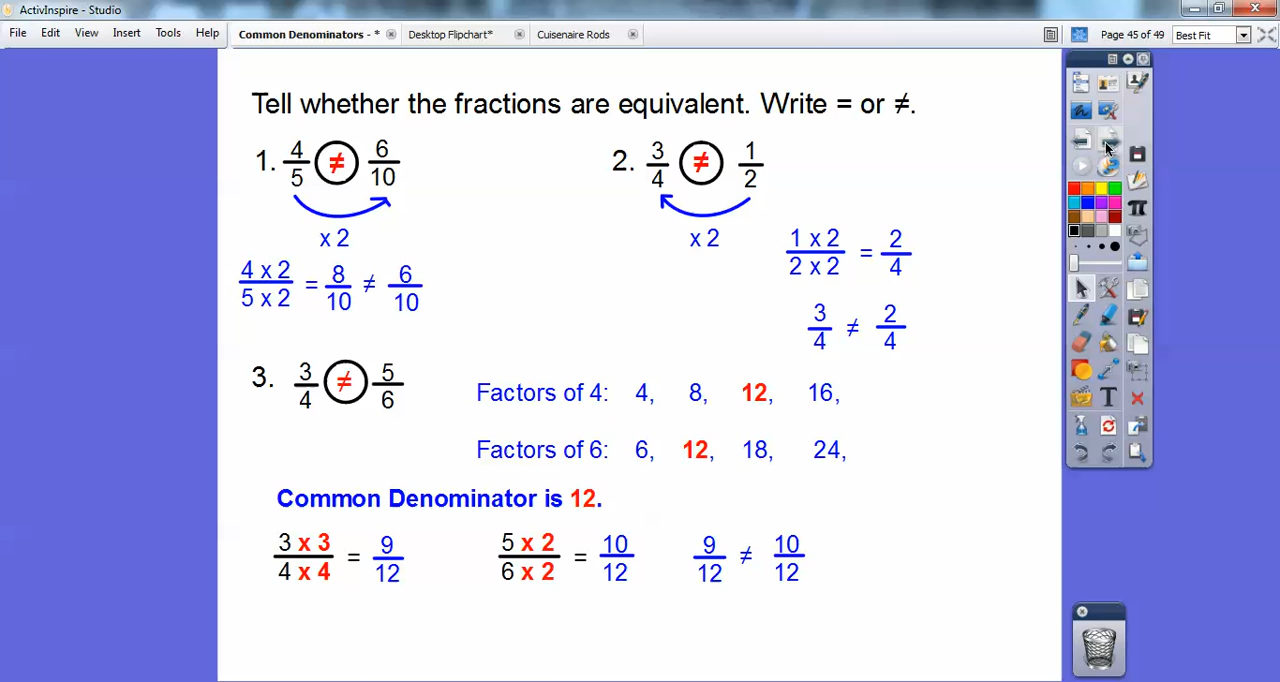 ActivInspire - Studio
File Edit View Insert Tools Help
Common Denominators - * Desktop Flipchart* Cuisenaire Rods
Page 45 of 49 Best Fit
Tell whether the fractions are equivalent. Write = or ≠.
1. 4/5 ≠ 6/10
x 2
4 x 2 / 5 x 2 = 8/10 ≠ 6/10
2. 3/4 ≠ 1/2
x 2
1 x 2 / 2 x 2 = 2/4
3/4 ≠ 2/4
3. 3/4 ≠ 5/6
Factors of 4: 4, 8, 12, 16,
Factors of 6: 6, 12, 18, 24,
Common Denominator is 12.
3 x 3 / 4 x 4 = 9/12
5 x 2 / 6 x 2 = 10/12
9/12 ≠ 10/12